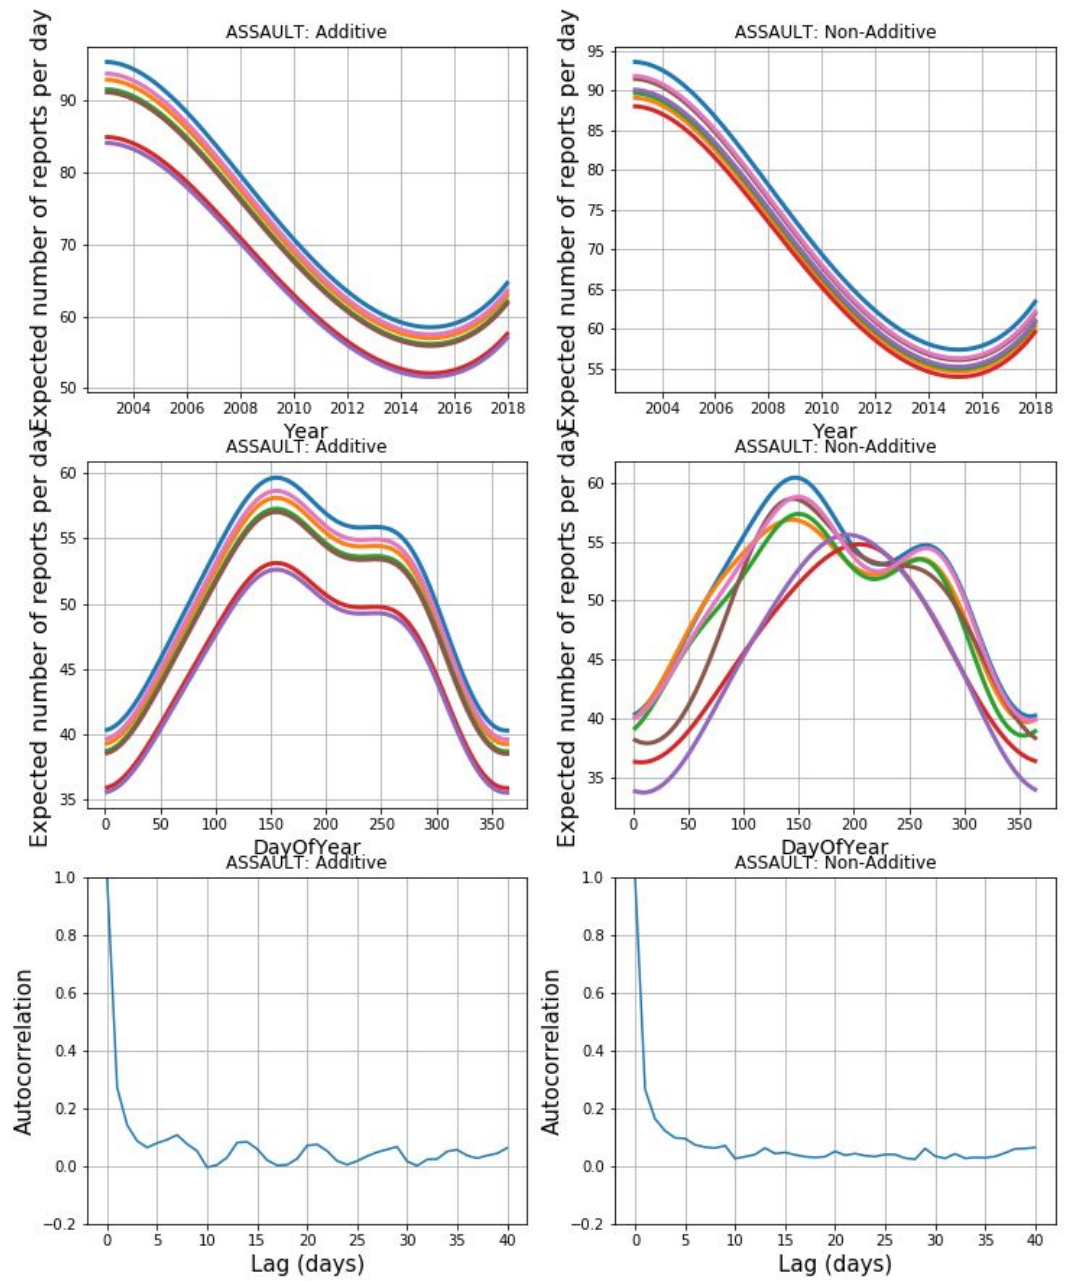 ASSAULT: Additive
Expected number of reports per day
90
80
70
60
50
2004 2006 2008 2010 2012 2014 2016 2018
Year
ASSAULT: Non-Additive
Expected number of reports per day
95
90
85
80
75
70
65
60
55
2004 2006 2008 2010 2012 2014 2016 2018
Year
ASSAULT: Additive
Expected number of reports per day
60
55
50
45
40
35
0 50 100 150 200 250 300 350
DayOfYear
ASSAULT: Non-Additive
Expected number of reports per day
60
55
50
45
40
35
0 50 100 150 200 250 300 350
DayOfYear
ASSAULT: Additive
Autocorrelation
1.0
0.8
0.6
0.4
0.2
0.0
−0.2
0 5 10 15 20 25 30 35 40
Lag (days)
ASSAULT: Non-Additive
Autocorrelation
1.0
0.8
0.6
0.4
0.2
0.0
−0.2
0 5 10 15 20 25 30 35 40
Lag (days)